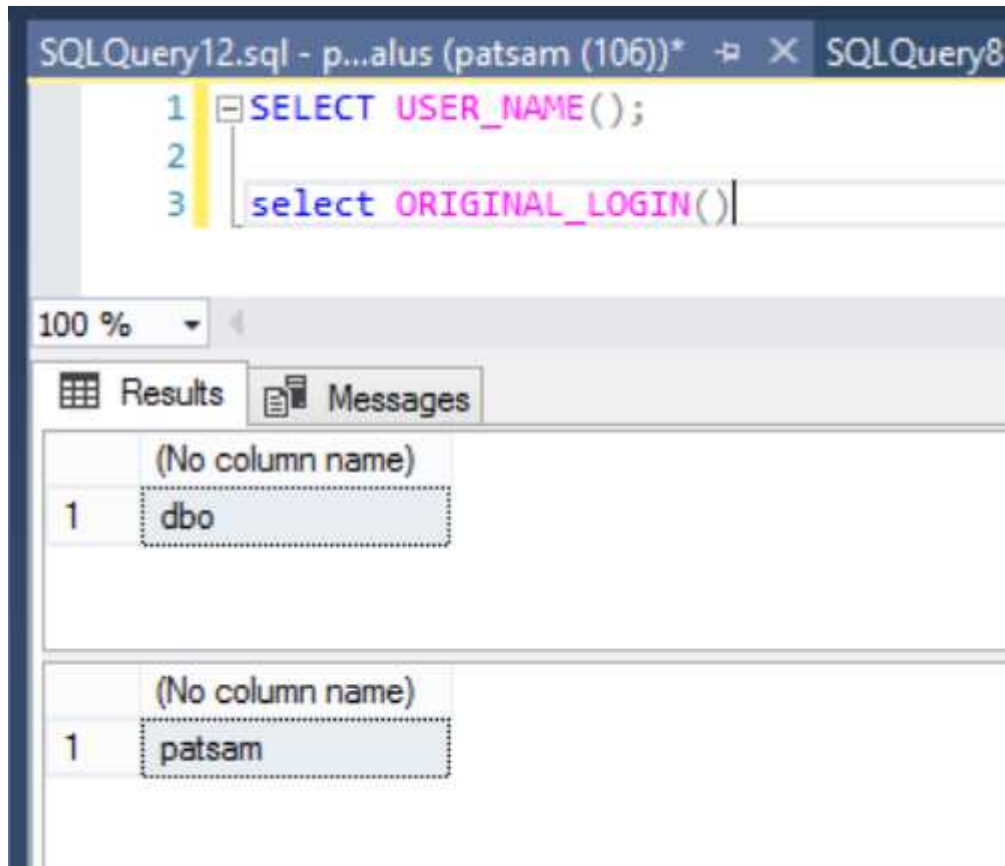 SQLQuery12.sql - p...alus (patsam (106))* SQLQuery8
1 SELECT USER_NAME();
2
3 select ORIGINAL_LOGIN()
100 %
Results Messages
(No column name)
1 dbo
(No column name)
1 patsam